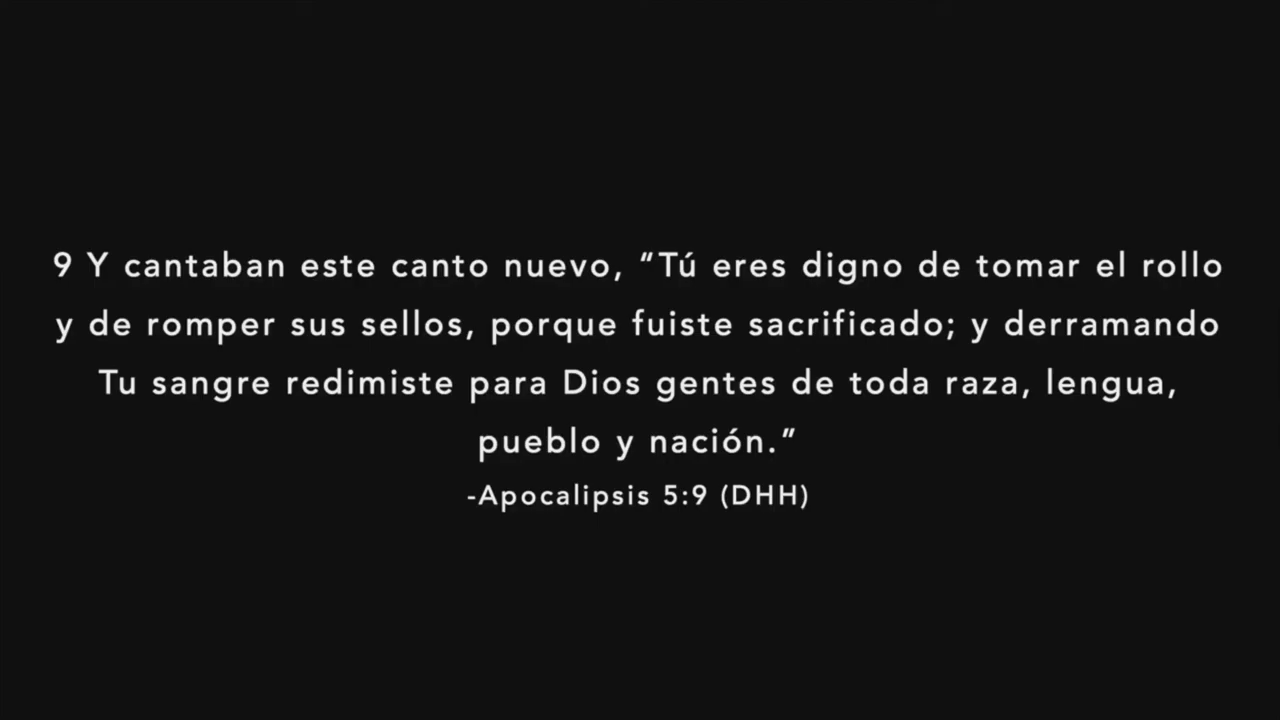 9 Y cantaban este canto nuevo, “Tú eres digno de tomar el rollo
y de romper sus sellos, porque fuiste sacrificado; y derramando
Tu sangre redimiste para Dios gentes de toda raza, lengua,
pueblo y nación.”
-Apocalipsis 5:9 (DHH)